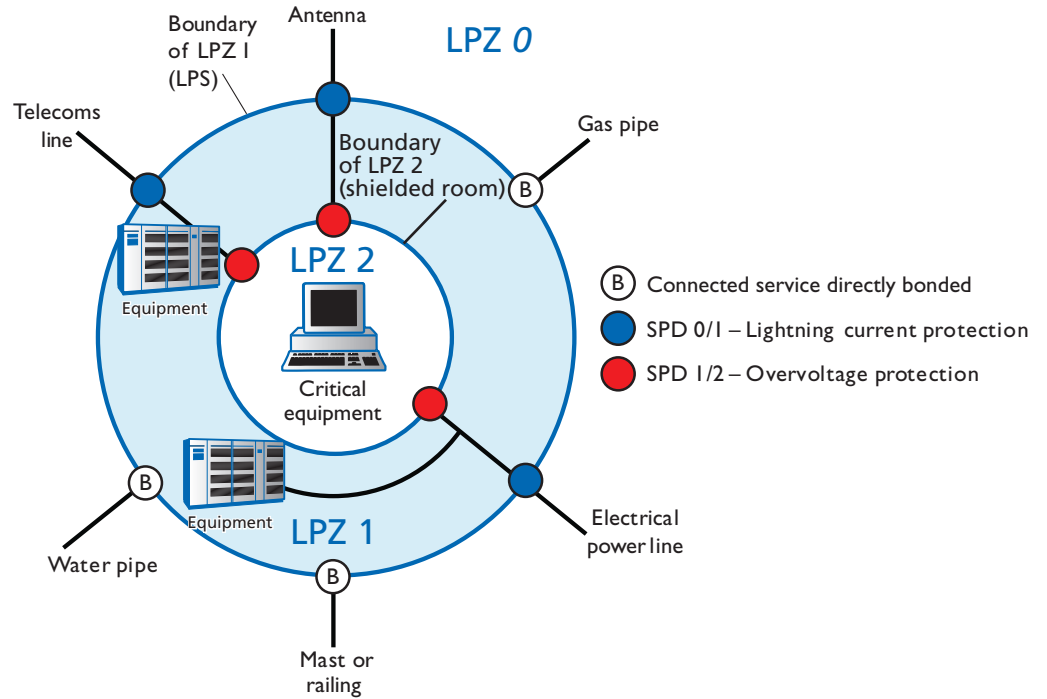 Antenna
Boundary
of LPZ 1
(LPS)
LPZ 0
Telecoms
line
Gas pipe
Boundary
of LPZ 2
(shielded room)
B
LPZ 2
Equipment
Critical
equipment
B Connected service directly bonded
SPD 0/1 – Lightning current protection
SPD 1/2 – Overvoltage protection
B
Equipment
LPZ 1
Electrical
power line
Water pipe
B
Mast or
railing